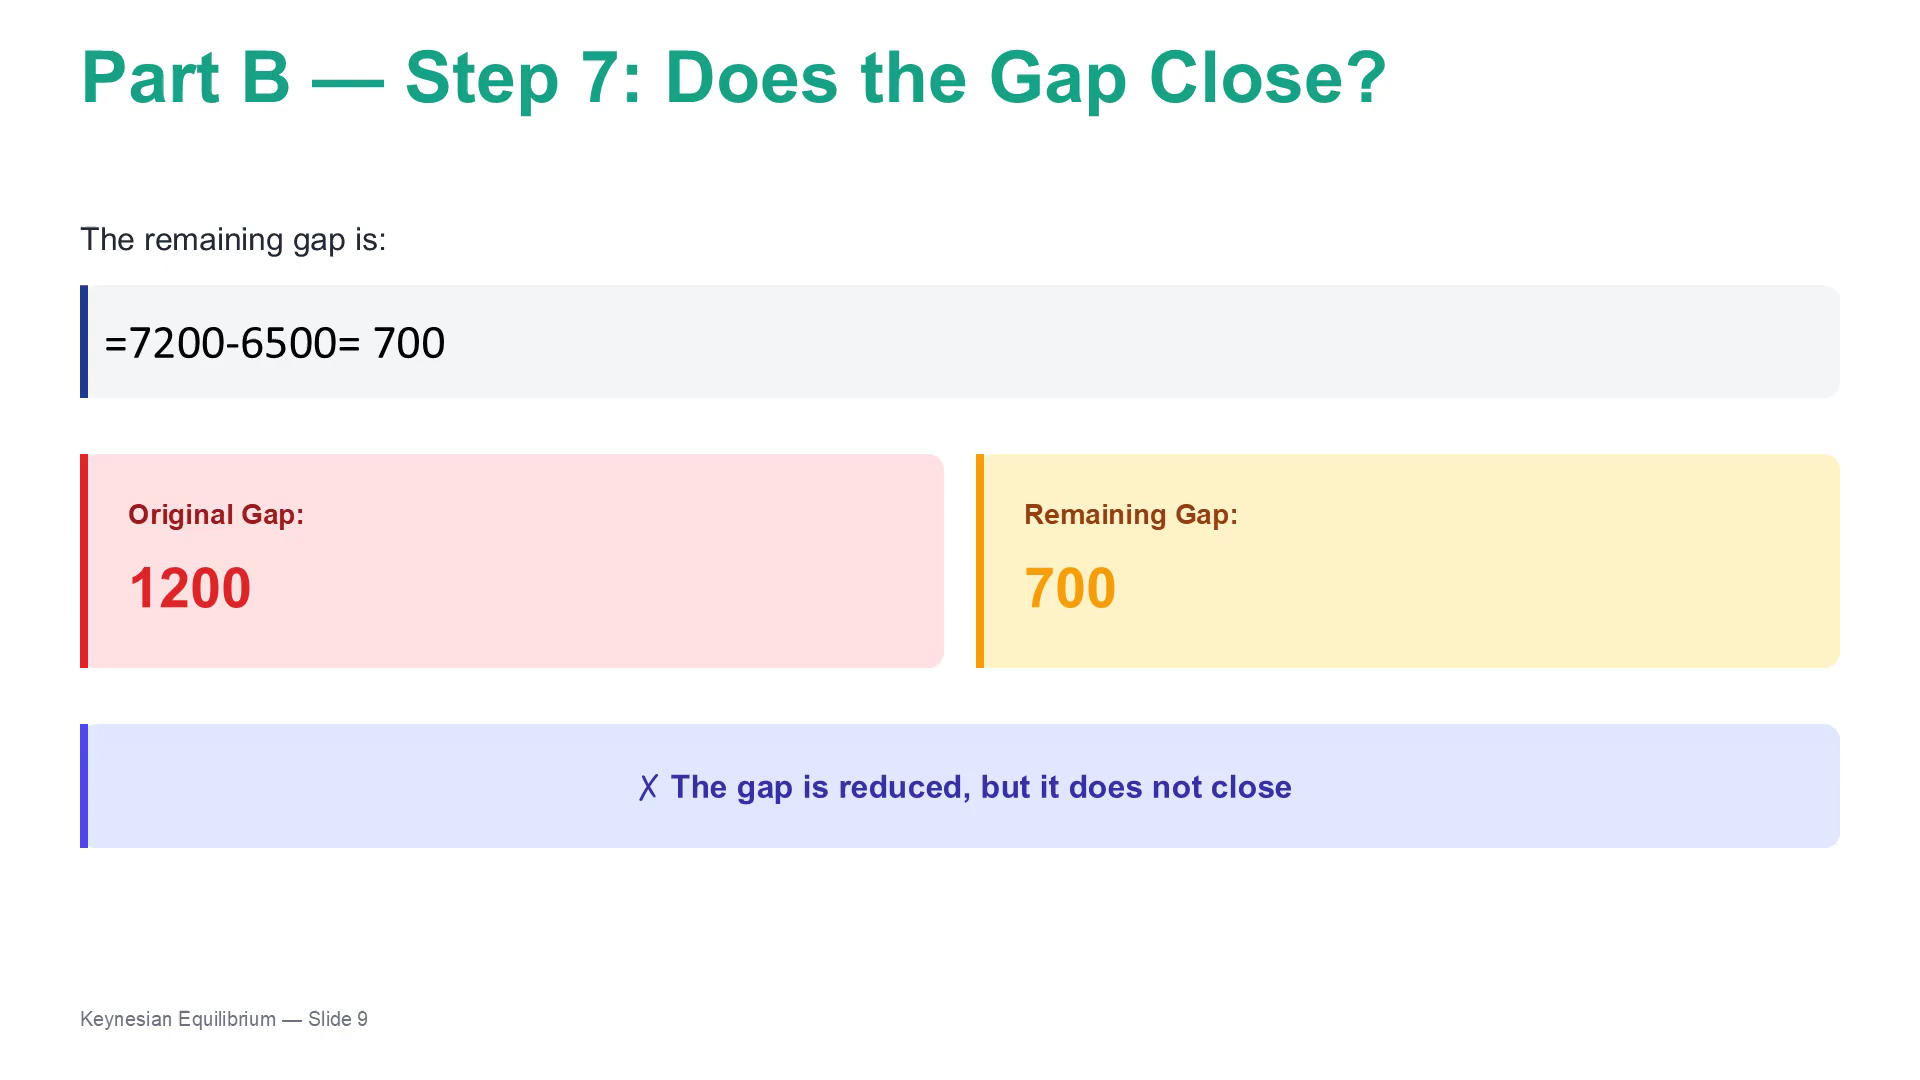 Part B — Step 7: Does the Gap Close?
The remaining gap is:
=7200-6500= 700
Original Gap:
1200
Remaining Gap:
700
✗ The gap is reduced, but it does not close
Keynesian Equilibrium — Slide 9